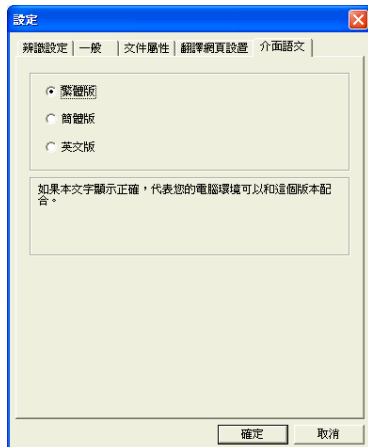 設定
辨識設定 一般 文件屬性 翻譯網頁設置 介面語文
繁體版
簡體版
英文版
如果本文字顯示正確，代表您的電腦環境可以和這個版本配
合。
確定 取消